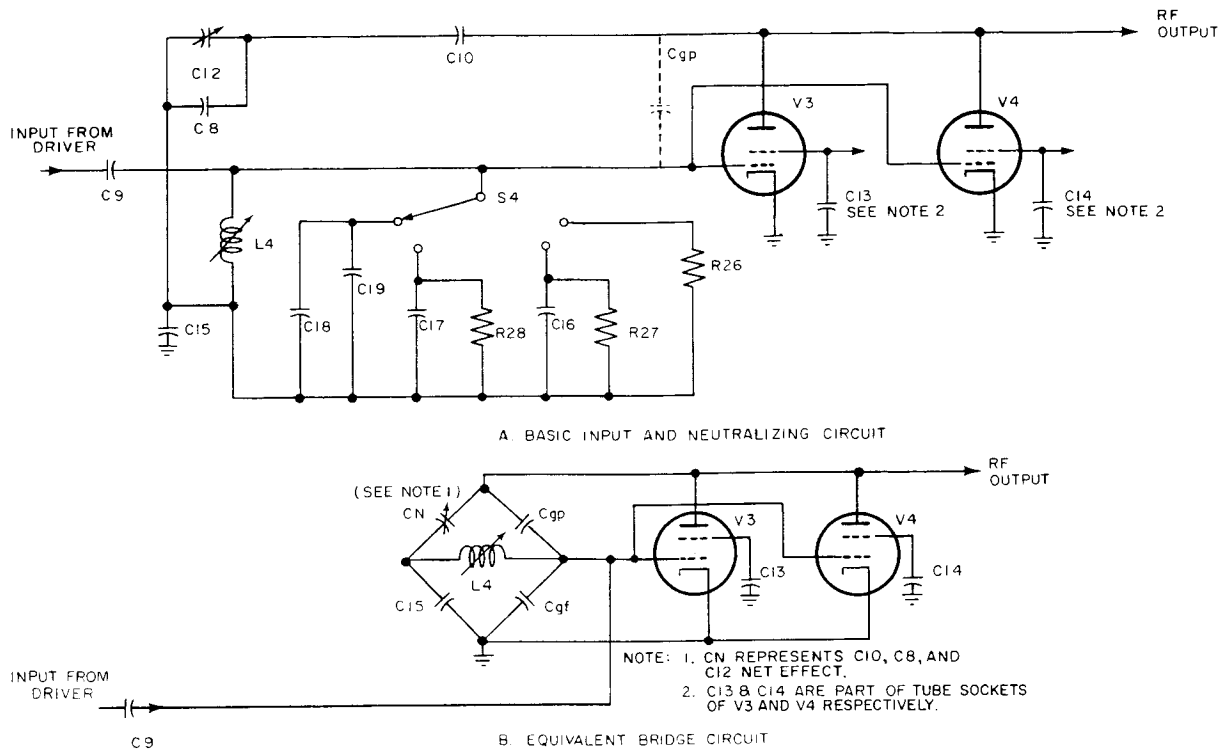 RF
OUTPUT
C12
C10
Cgp
V3
V4
C8
INPUT FROM
DRIVER
C9
S4
C13
SEE NOTE 2
C14
SEE NOTE 2
L4
R26
C19
C15
C18
C17
R28
C16
R27
A. BASIC INPUT AND NEUTRALIZING CIRCUIT
RF
OUTPUT
(SEE NOTE 1)
CN
Cgp
V3
V4
L4
C13
C14
C15
Cgf
NOTE: 1. CN REPRESENTS C10, C8, AND
C12 NET EFFECT.
2. C13 & C14 ARE PART OF TUBE SOCKETS
OF V3 AND V4 RESPECTIVELY.
INPUT FROM
DRIVER
C9
B. EQUIVALENT BRIDGE CIRCUIT